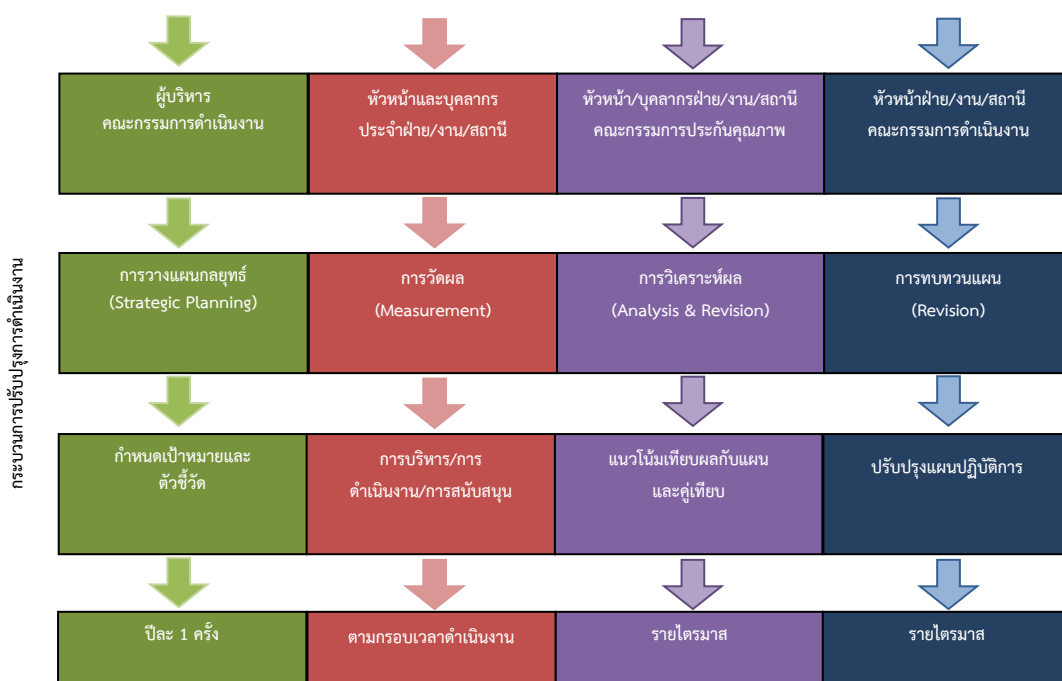 กระบวนการปรับปรุงการดำเนินงาน
ผู้บริหาร
คณะกรรมการดำเนินงาน
หัวหน้าและบุคลากร
ประจำฝ่าย/งาน/สถานี
หัวหน้า/บุคลากรฝ่าย/งาน/สถานี
คณะกรรมการประกันคุณภาพ
หัวหน้าฝ่าย/งาน/สถานี
คณะกรรมการดำเนินงาน
การวางแผนกลยุทธ์
(Strategic Planning)
การวัดผล
(Measurement)
การวิเคราะห์ผล
(Analysis & Revision)
การทบทวนแผน
(Revision)
กำหนดเป้าหมายและ
ตัวชี้วัด
การบริหาร/การ
ดำเนินงาน/การสนับสนุน
แนวโน้มเทียบผลกับแผน
และคู่เทียบ
ปรับปรุงแผนปฏิบัติการ
ปีละ 1 ครั้ง
ตามกรอบเวลาดำเนินงาน
รายไตรมาส
รายไตรมาส